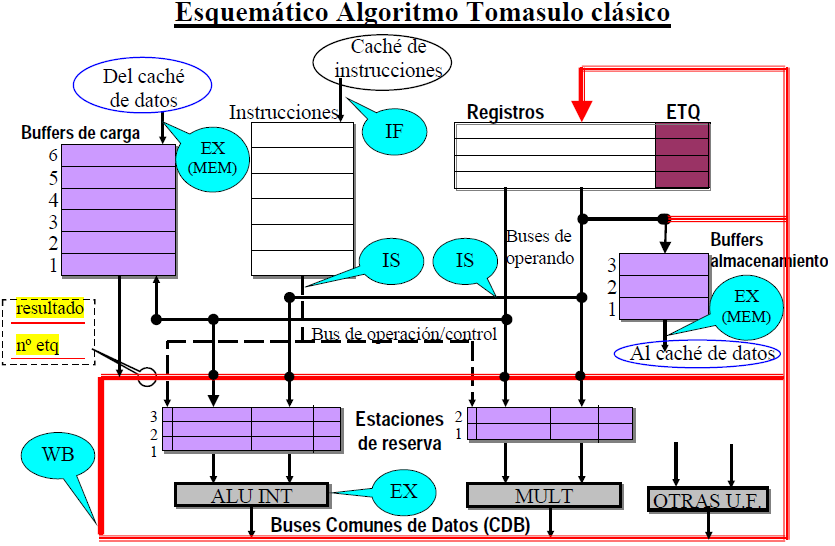 Esquemático Algoritmo Tomasulo clásico
Del caché
de datos
Caché de
instrucciones
Instrucciones
IF
Registros
ETQ
Buffers de carga
EX
(MEM)
6
5
4
3
2
1
IS
IS
Buses de
operando
Buffers
almacenamiento
3
2
1
EX
(MEM)
resultado
nº etq
Bus de operación/control
Al caché de datos
3
2
1
Estaciones
de reserva
2
1
WB
ALU INT
EX
MULT
OTRAS U.F.
Buses Comunes de Datos (CDB)